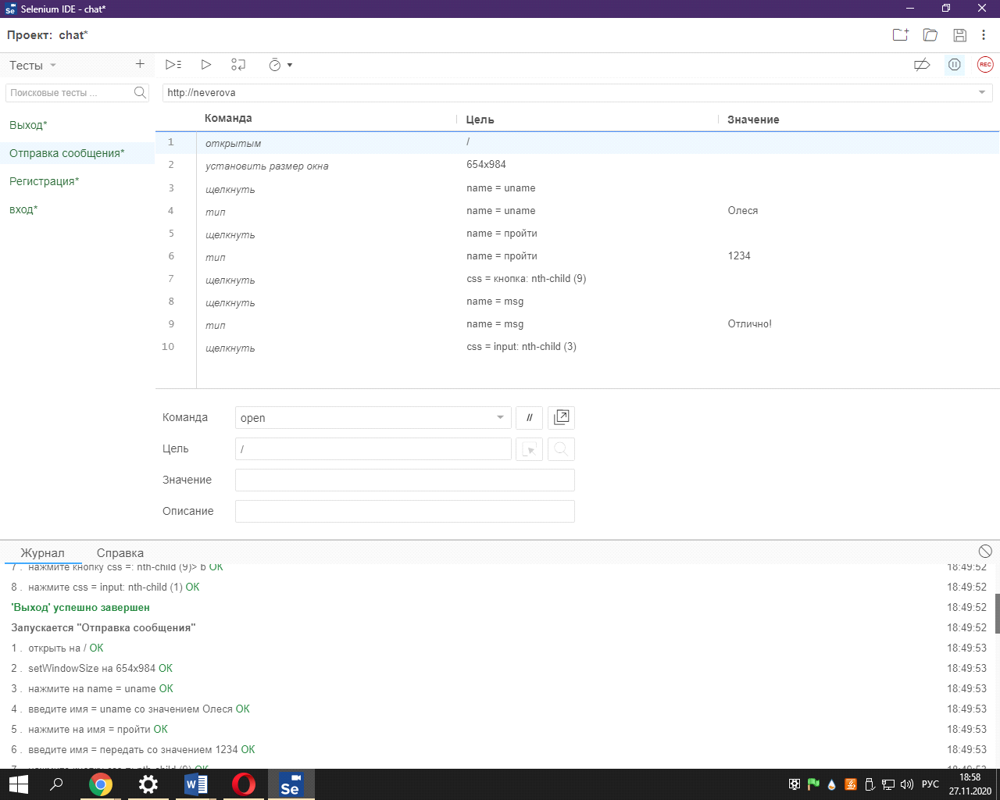 Selenium IDE - chat*
Проект: chat*
Тесты
+
REC
Поисковые тесты ...
http://neverova
Команда Цель Значение
Выход*
Отправка сообщения*
Регистрация*
вход*
1 открытым /
2 установить размер окна 654x984
3 щелкнуть name = uname
4 тип name = uname Олеся
5 щелкнуть name = пройти
6 тип name = пройти 1234
7 щелкнуть css = кнопка: nth-child (9)
8 щелкнуть name = msg
9 тип name = msg Отлично!
10 щелкнуть css = input: nth-child (3)
Команда open //
Цель /
Значение
Описание
Журнал Справка
7 . нажмите кнопку css =: nth-child (9)> b OK 18:49:52
8 . нажмите css = input: nth-child (1) OK 18:49:52
'Выход' успешно завершен 18:49:52
Запускается "Отправка сообщения" 18:49:52
1 . открыть на / OK 18:49:53
2 . setWindowSize на 654x984 OK 18:49:53
3 . нажмите на name = uname OK 18:49:53
4 . введите имя = uname со значением Олеся OK 18:49:53
5 . нажмите на имя = пройти OK 18:49:53
6 . введите имя = передать со значением 1234 OK 18:49:53
7 . нажмите кнопку css =: nth-child (9) OK
Se
РУС
18:58
27.11.2020